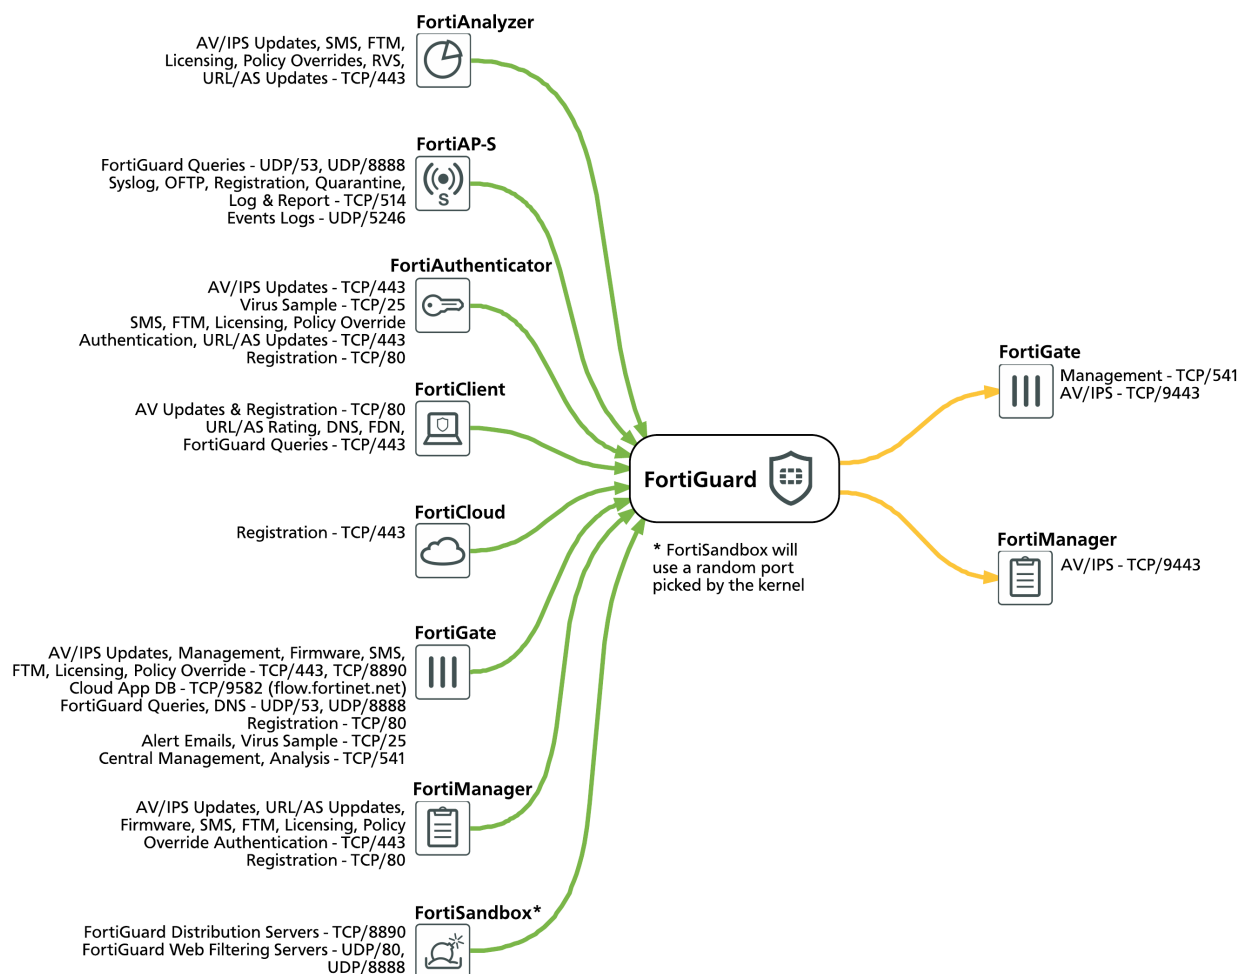 FortiAnalyzer
AV/IPS Updates, SMS, FTM,
Licensing, Policy Overrides, RVS,
URL/AS Updates - TCP/443
FortiAP-S
FortiGuard Queries - UDP/53, UDP/8888
Syslog, OFTP, Registration, Quarantine,
Log & Report - TCP/514
Events Logs - UDP/5246
S
FortiAuthenticator
AV/IPS Updates - TCP/443
Virus Sample - TCP/25
SMS, FTM, Licensing, Policy Override
Authentication, URL/AS Updates - TCP/443
Registration - TCP/80
FortiClient
AV Updates & Registration - TCP/80
URL/AS Rating, DNS, FDN,
FortiGuard Queries - TCP/443
FortiCloud
Registration - TCP/443
FortiGate
AV/IPS Updates, Management, Firmware, SMS,
FTM, Licensing, Policy Override - TCP/443, TCP/8890
Cloud App DB - TCP/9582 (flow.fortinet.net)
FortiGuard Queries, DNS - UDP/53, UDP/8888
Registration - TCP/80
Alert Emails, Virus Sample - TCP/25
Central Management, Analysis - TCP/541
FortiManager
AV/IPS Updates, URL/AS Uppdates,
Firmware, SMS, FTM, Licensing, Policy
Override Authentication - TCP/443
Registration - TCP/80
FortiSandbox*
FortiGuard Distribution Servers - TCP/8890
FortiGuard Web Filtering Servers - UDP/80,
UDP/8888
FortiGuard
* FortiSandbox will
use a random port
picked by the kernel
FortiGate
Management - TCP/541
AV/IPS - TCP/9443
FortiManager
AV/IPS - TCP/9443